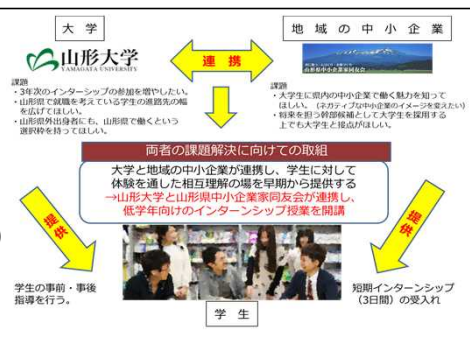 大学
地域の中小企業
山形大学
YAMAGATA UNIVERSITY
連携
山形県中小企業家同友会
課題
・3年次のインターンシップの参加を増やしたい。
・山形県で就職を考えている学生の進路先の幅
を広げてほしい。
・山形県外出身者にも、山形県で働くという
選択枠を持ってほしい。
課題
・大学生に県内の中小企業で働く魅力を知って
ほしい。(ネガティブな中小企業のイメージを変えたい)
・将来を担う幹部候補として大学生を採用する
上でも大学生と接点がほしい。
両者の課題解決に向けての取組
大学と地域の中小企業が連携し、学生に対して
体験を通した相互理解の場を早期から提供する
→山形大学と山形県中小企業家同友会が連携し、
低学年向けのインターンシップ授業を開講
提供
提供
学生の事前・事後
指導を行う。
短期インターンシップ
(3日間)の受入れ
学生